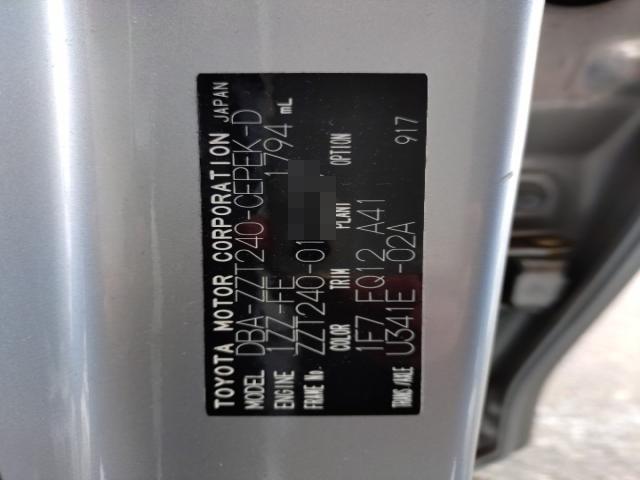 TOYOTA MOTOR CORPORATION JAPAN
MODEL DBA-ZZT240-CEPEK-D
ENGINE 1ZZ-FE 1794 mL
FRAME No. ZZT240-01
COLOR TRIM PLANT OPTION
1F7 FQ12 A41
TRANS/AXLE U341E -02A 917